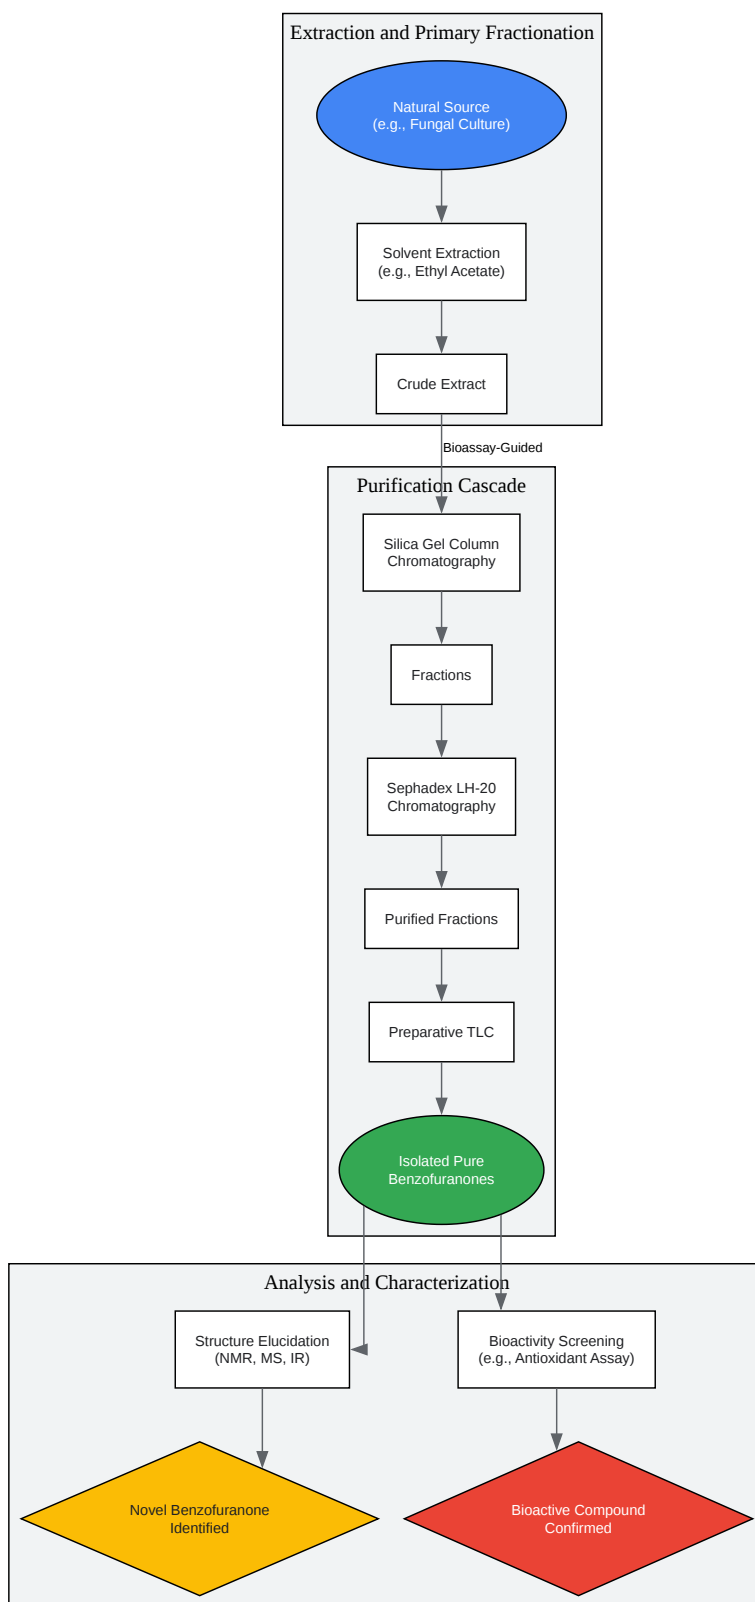 Extraction and Primary Fractionation
Natural Source
(e.g., Fungal Culture)
Solvent Extraction
(e.g., Ethyl Acetate)
Crude Extract
Bioassay-Guided
Purification Cascade
Silica Gel Column
Chromatography
Fractions
Sephadex LH-20
Chromatography
Purified Fractions
Preparative TLC
Isolated Pure
Benzofuranones
Analysis and Characterization
Structure Elucidation
(NMR, MS, IR)
Bioactivity Screening
(e.g., Antioxidant Assay)
Novel Benzofuranone
Identified
Bioactive Compound
Confirmed